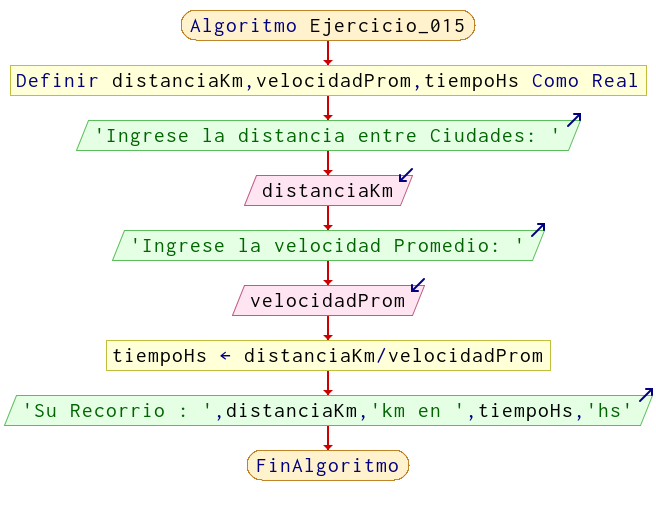 Algoritmo Ejercicio_015
Definir distanciaKm,velocidadProm,tiempoHs Como Real
'Ingrese la distancia entre Ciudades: '
distanciaKm
'Ingrese la velocidad Promedio: '
velocidadProm
tiempoHs ← distanciaKm/velocidadProm
'Su Recorrio : ',distanciaKm,'km en ',tiempoHs,'hs'
FinAlgoritmo